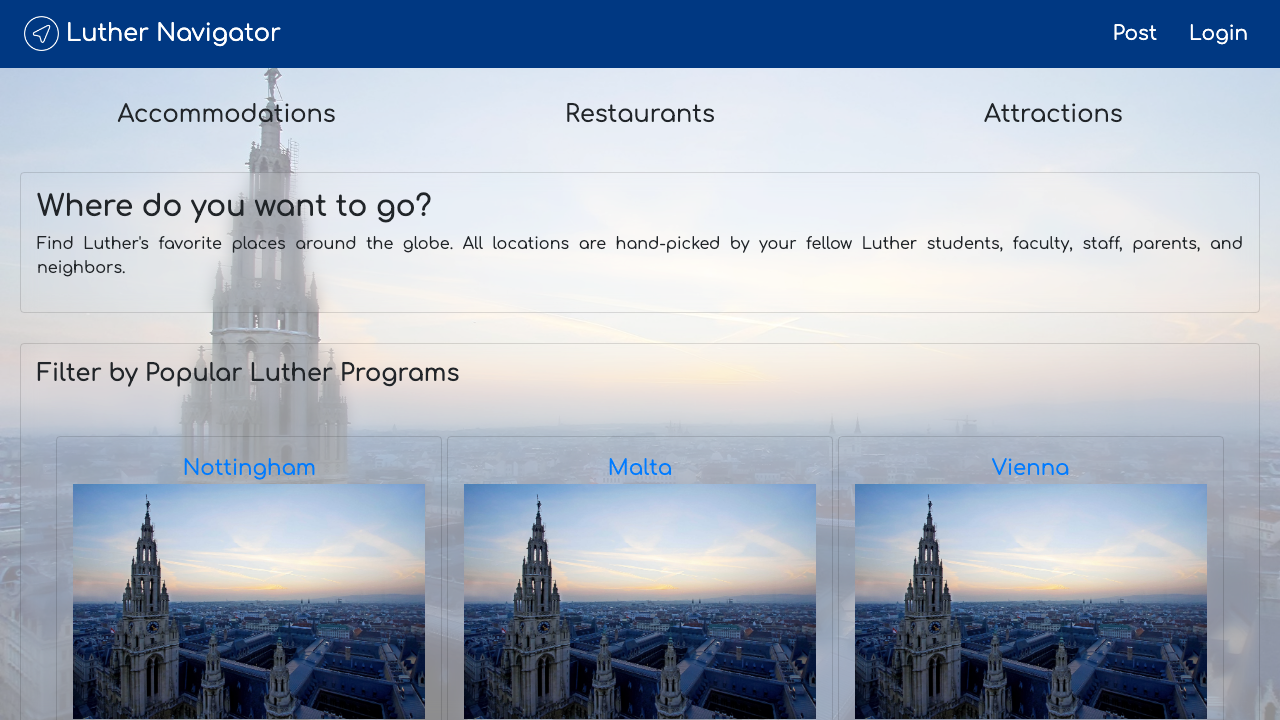 Luther Navigator
Post
Login
Accommodations
Restaurants
Attractions
Where do you want to go?
Find Luther's favorite places around the globe. All locations are hand-picked by your fellow Luther students, faculty, staff, parents, and
neighbors.
Filter by Popular Luther Programs
Nottingham
Malta
Vienna